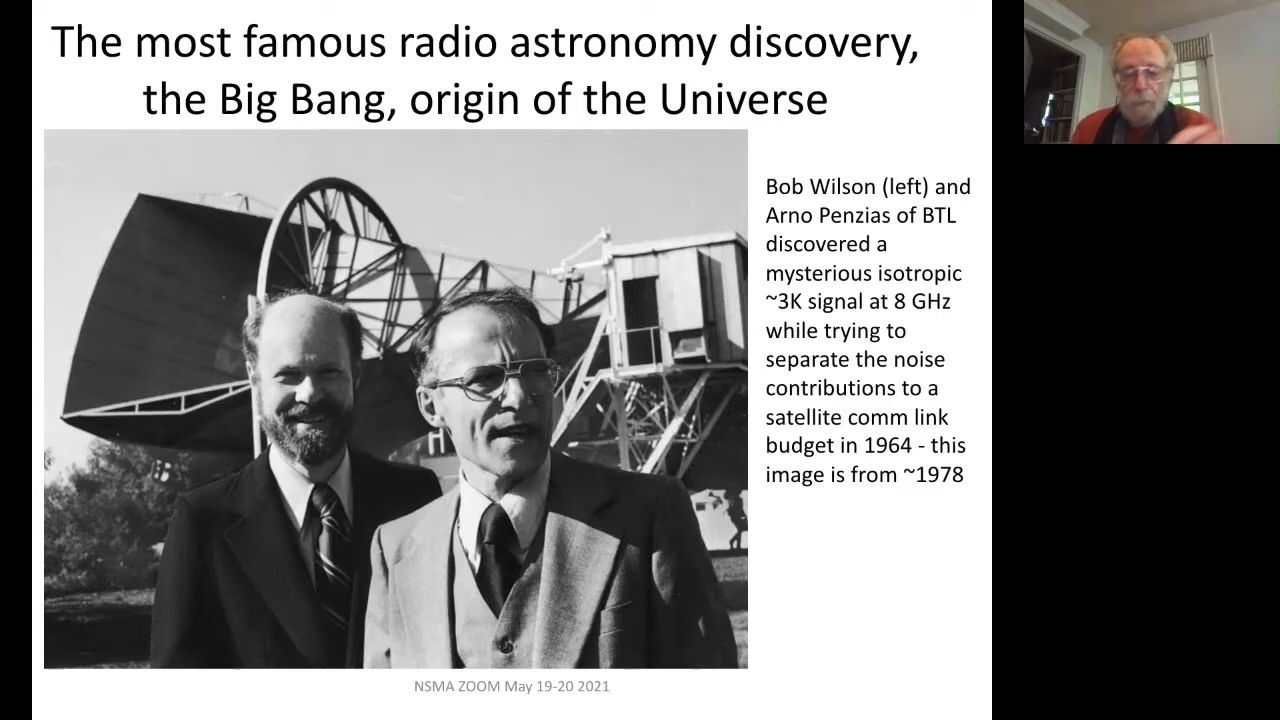 The most famous radio astronomy discovery,
the Big Bang, origin of the Universe
Bob Wilson (left) and
Arno Penzias of BTL
discovered a
mysterious isotropic
~3K signal at 8 GHz
while trying to
separate the noise
contributions to a
satellite comm link
budget in 1964 - this
image is from ~1978
H
NSMA ZOOM May 19-20 2021